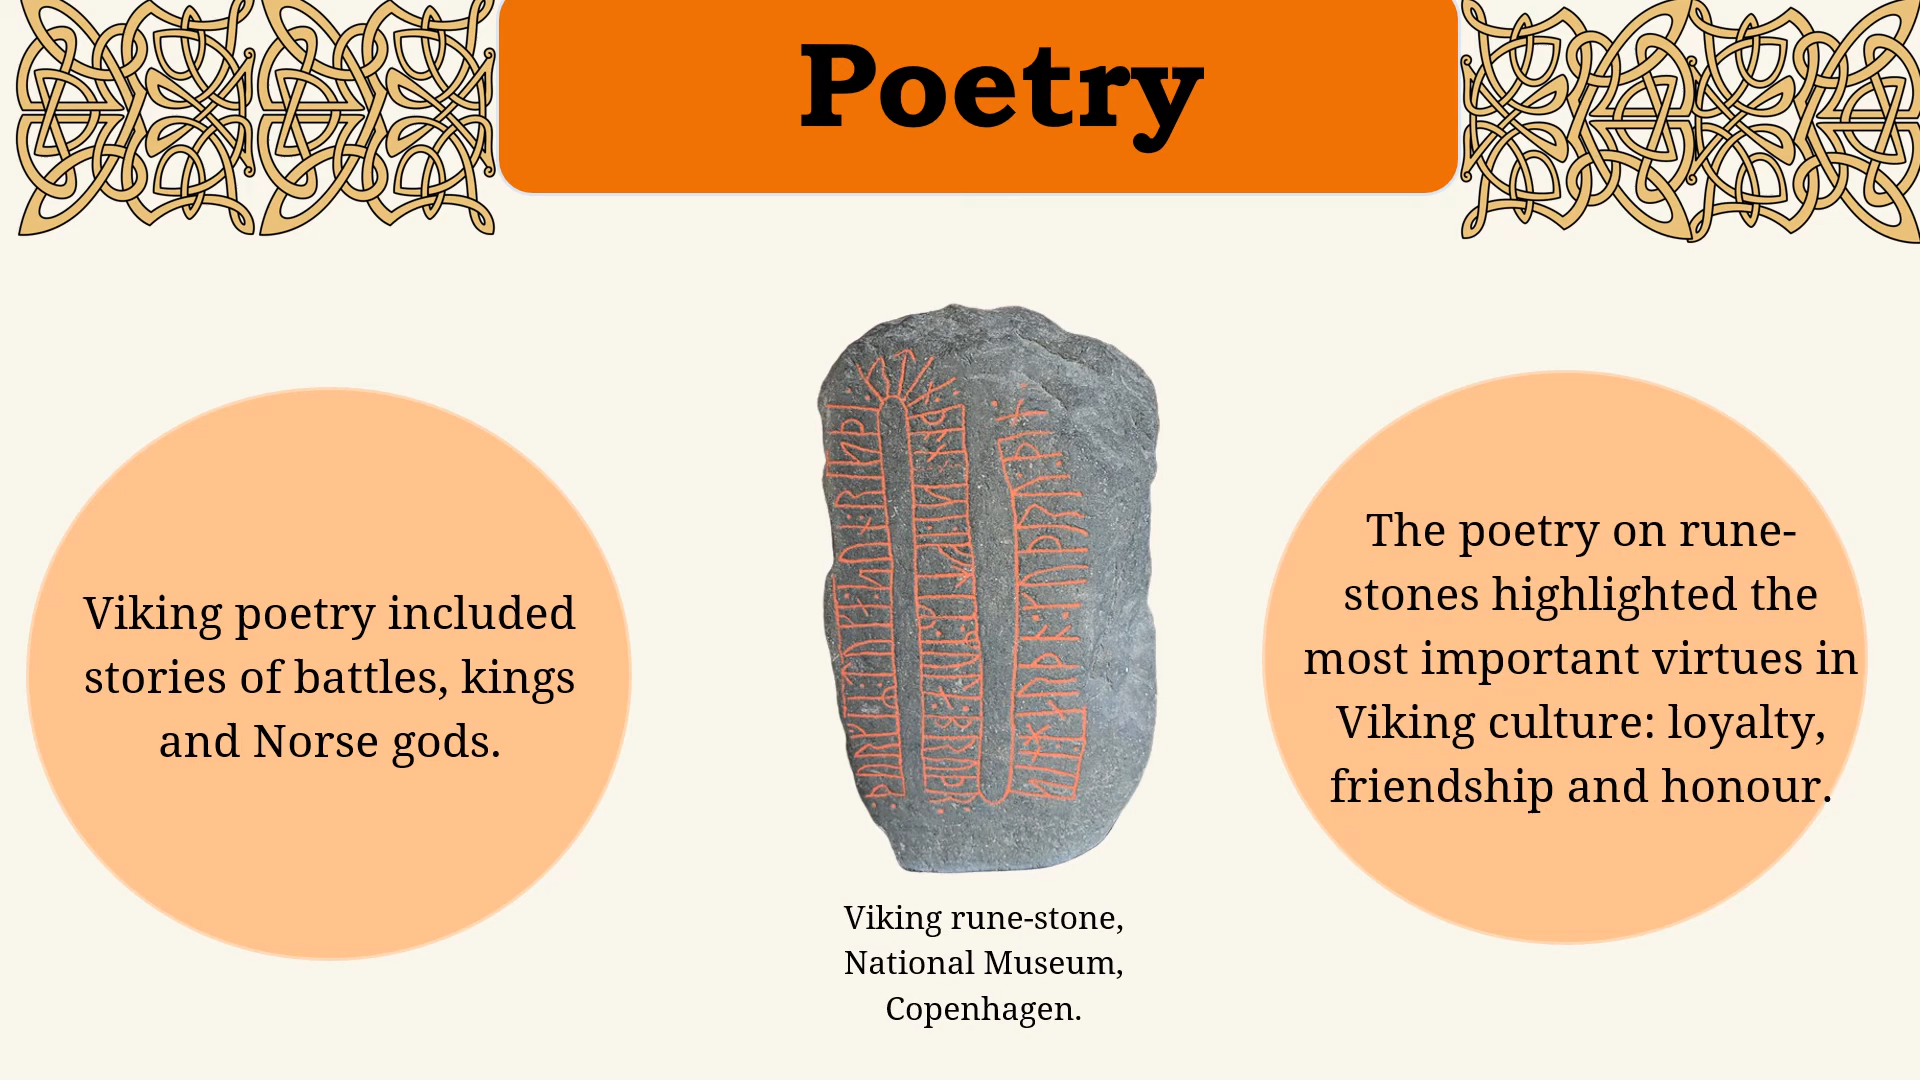 Poetry
Viking poetry included
stories of battles, kings
and Norse gods.
Viking rune-stone,
National Museum,
Copenhagen.
The poetry on rune-
stones highlighted the
most important virtues in
Viking culture: loyalty,
friendship and honour.